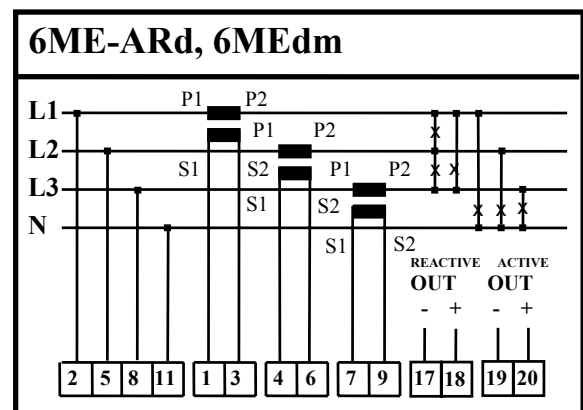 6ME-ARd, 6MEdm
P1 P2
L1
P1 P2
L2
S1 S2 P1 P2
L3
S1 S2
N
S1 S2
REACTIVE ACTIVE
OUT OUT
- + - +
2 5 8 11 1 3 4 6 7 9 17 18 19 20